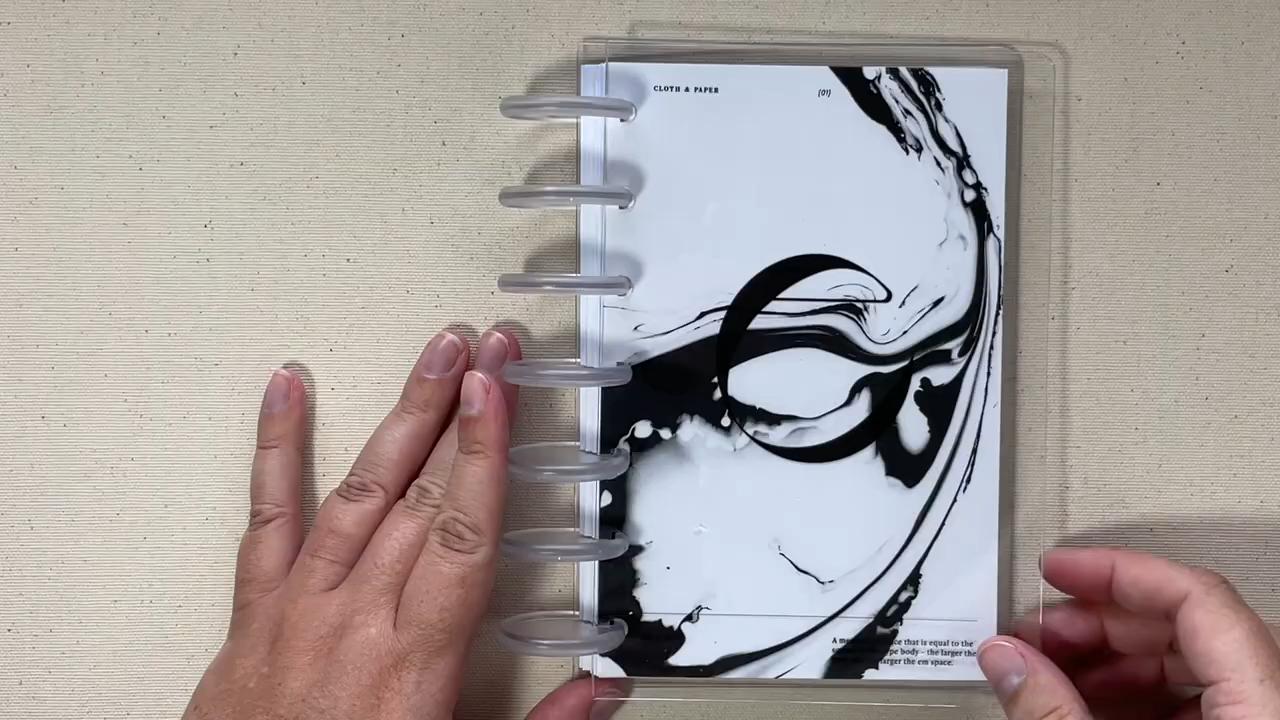 CLOTH & PAPER
(01)
e
A me ce that is equal to the
pe body - the larger the
larger the em space.